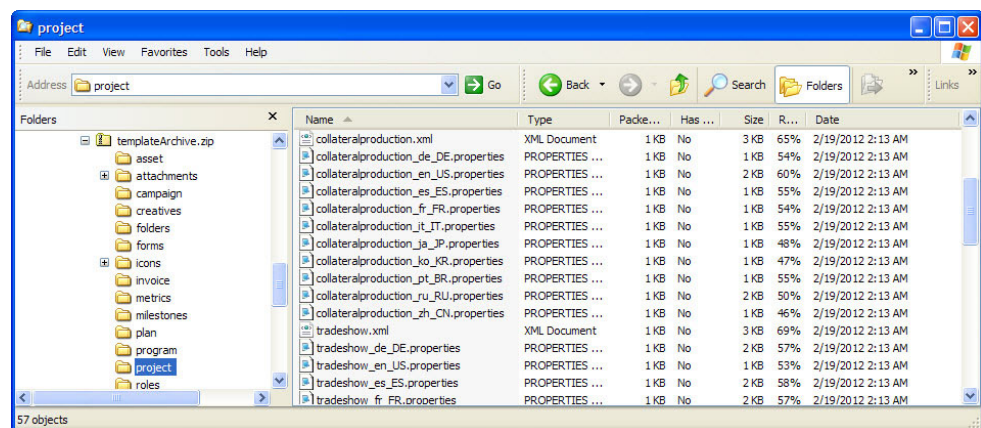 project
File Edit View Favorites Tools Help
Address project Go Back Search Folders » Links »
Folders x
templateArchive.zip
asset
attachments
campaign
creatives
folders
forms
icons
invoice
metrics
milestones
plan
program
project
roles
Name Type Packe... Has ... Size R... Date
collateralproduction.xml XML Document 1 KB No 3 KB 65% 2/19/2012 2:13 AM
collateralproduction_de_DE.properties PROPERTIES ... 1 KB No 1 KB 54% 2/19/2012 2:13 AM
collateralproduction_en_US.properties PROPERTIES ... 1 KB No 2 KB 60% 2/19/2012 2:13 AM
collateralproduction_es_ES.properties PROPERTIES ... 1 KB No 1 KB 55% 2/19/2012 2:13 AM
collateralproduction_fr_FR.properties PROPERTIES ... 1 KB No 1 KB 54% 2/19/2012 2:13 AM
collateralproduction_it_IT.properties PROPERTIES ... 1 KB No 1 KB 55% 2/19/2012 2:13 AM
collateralproduction_ja_JP.properties PROPERTIES ... 1 KB No 1 KB 48% 2/19/2012 2:13 AM
collateralproduction_ko_KR.properties PROPERTIES ... 1 KB No 1 KB 47% 2/19/2012 2:13 AM
collateralproduction_pt_BR.properties PROPERTIES ... 1 KB No 1 KB 55% 2/19/2012 2:13 AM
collateralproduction_ru_RU.properties PROPERTIES ... 1 KB No 2 KB 50% 2/19/2012 2:13 AM
collateralproduction_zh_CN.properties PROPERTIES ... 1 KB No 1 KB 46% 2/19/2012 2:13 AM
tradeshow.xml XML Document 1 KB No 3 KB 69% 2/19/2012 2:13 AM
tradeshow_de_DE.properties PROPERTIES ... 1 KB No 2 KB 57% 2/19/2012 2:13 AM
tradeshow_en_US.properties PROPERTIES ... 1 KB No 1 KB 53% 2/19/2012 2:13 AM
tradeshow_es_ES.properties PROPERTIES ... 1 KB No 2 KB 58% 2/19/2012 2:13 AM
tradeshow_fr_FR.properties PROPERTIES ... 1 KB No 2 KB 57% 2/19/2012 2:13 AM
57 objects